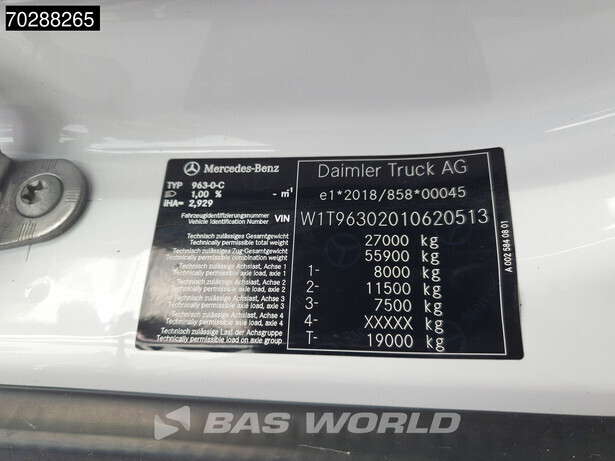 70288265
Mercedes-Benz
TYP 963-0-C
1,00 % - m⁻¹
iHA= 2,929
Daimler Truck AG
e1*2018/858*00045
Fahrzeugidentifizierungsnummer
Vehicle Identification Number VIN W1T96302010620513
Technisch zulässiges Gesamtgewicht
Technically permissible total weight 27000 kg
Technisch zulässiges Zug-Gesamtgewicht
Technically permissible combination weight 55900 kg
Technisch zulässige Achslast, Achse 1
Technically permissible axle load, axle 1 1- 8000 kg
Technisch zulässige Achslast, Achse 2
Technically permissible axle load, axle 2 2- 11500 kg
Technisch zulässige Achslast, Achse 3
Technically permissible axle load, axle 3 3- 7500 kg
Technisch zulässige Achslast, Achse 4
Technically permissible axle load, axle 4 4- XXXXX kg
Technisch zulässige Last der Achsgruppe
Technically permissible load on axle group T- 19000 kg
A 002 584 08 01
BAS WORLD